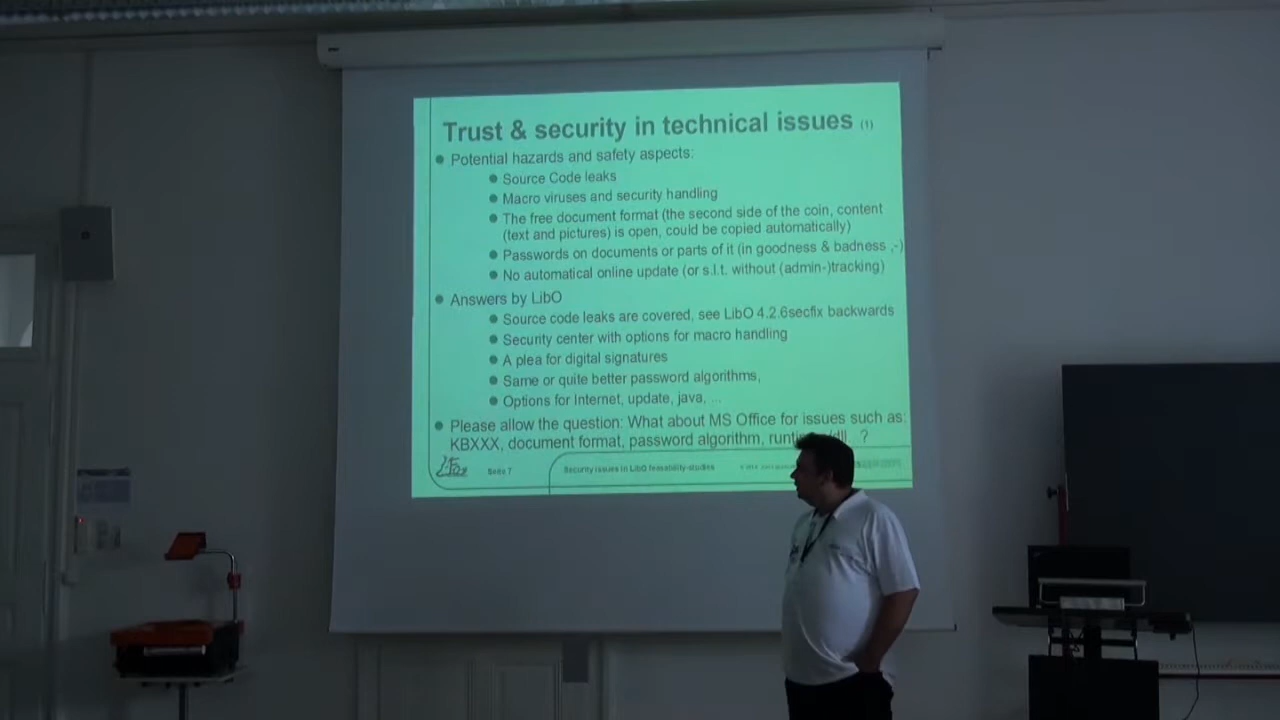 Trust & security in technical issues (1)
Potential hazards and safety aspects:
Source Code leaks
Macro viruses and security handling
The free document format (the second side of the coin, content
(text and pictures) is open, could be copied automatically)
Passwords on documents or parts of it (in goodness & badness ,-)
No automatical online update (or s.l.t. without (admin-)tracking)
Answers by LibO
Source code leaks are covered, see LibO 4.2.6secfix backwards
Security center with options for macro handling
A plea for digital signatures
Same or quite better password algorithms,
Options for Internet, update, java, ...
Please allow the question: What about MS Office for issues such as:
KBXXX, document format, password algorithm, ?
Seite 7
Security issues in LibO feasability-studies